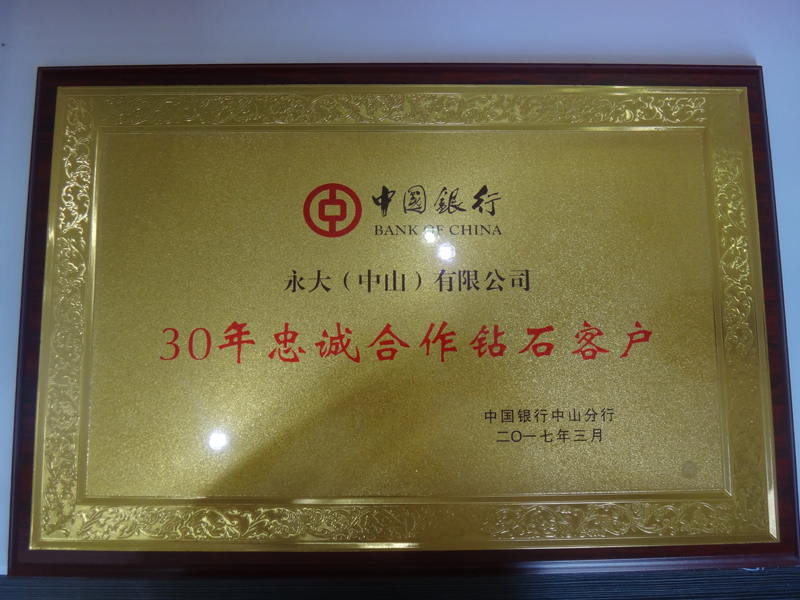 中国銀行
BANK OF CHINA
永大（中山）有限公司
30年忠诚合作钻石客户
中国银行中山分行
二〇一七年三月